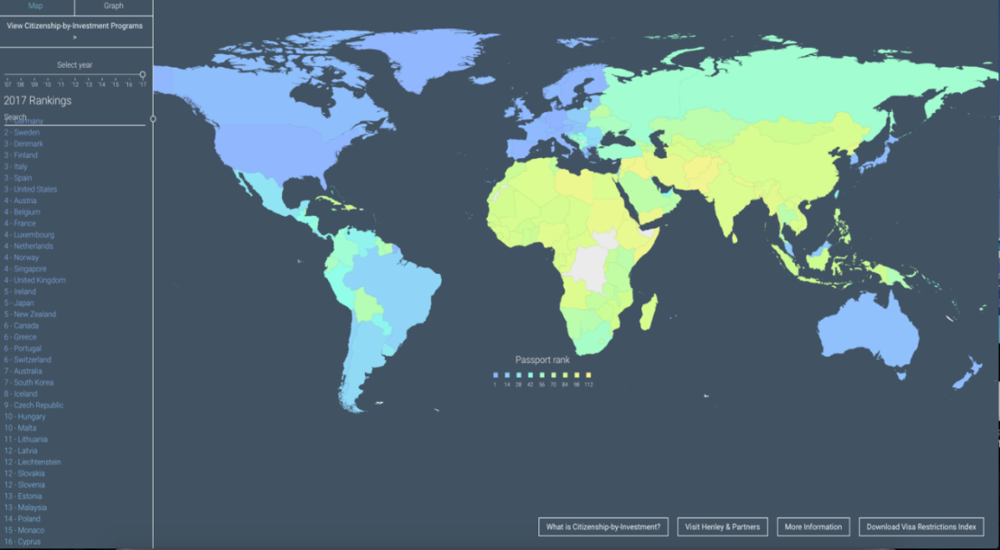 Map
Graph
View Citizenship-by-Investment Programs
>
Select year
'07 '08 '09 '10 '11 '12 '13 '14 '15 '16 '17
2017 Rankings
Search
1 - Germany
2 - Sweden
3 - Denmark
3 - Finland
3 - Italy
3 - Spain
3 - United States
4 - Austria
4 - Belgium
4 - France
4 - Luxembourg
4 - Netherlands
4 - Norway
4 - Singapore
4 - United Kingdom
5 - Ireland
5 - Japan
5 - New Zealand
6 - Canada
6 - Greece
6 - Portugal
6 - Switzerland
7 - Australia
7 - South Korea
8 - Iceland
9 - Czech Republic
10 - Hungary
10 - Malta
11 - Lithuania
12 - Latvia
12 - Liechtenstein
12 - Slovakia
12 - Slovenia
13 - Estonia
13 - Malaysia
14 - Poland
15 - Monaco
16 - Cyprus
Passport rank
1 14 28 42 56 70 84 98 112
What is Citizenship-by-Investment?
Visit Henley & Partners
More Information
Download Visa Restrictions Index